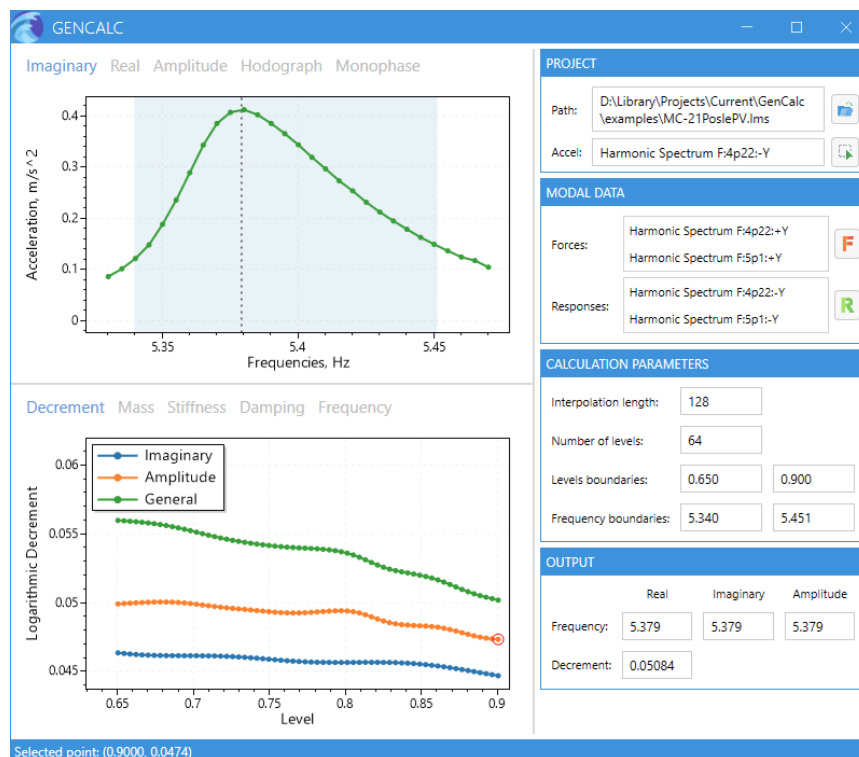 GENCALC
Imaginary Real Amplitude Hodograph Monophase
0.4
0.3
0.2
0.1
0
Acceleration, m/s^2
5.35 5.4 5.45
Frequencies, Hz
Decrement Mass Stiffness Damping Frequency
Imaginary
Amplitude
General
0.06
0.055
0.05
0.045
Logarithmic Decrement
0.65 0.7 0.75 0.8 0.85 0.9
Level
PROJECT
Path: D:\Library\Projects\Current\GenCalc
\examples\MC-21PoslePV.lms
Accel: Harmonic Spectrum F:4p22:-Y
MODAL DATA
Forces:
Harmonic Spectrum F:4p22:+Y
Harmonic Spectrum F:5p1:+Y
F
Responses:
Harmonic Spectrum F:4p22:-Y
Harmonic Spectrum F:5p1:-Y
R
CALCULATION PARAMETERS
Interpolation length: 128
Number of levels: 64
Levels boundaries: 0.650 0.900
Frequency boundaries: 5.340 5.451
OUTPUT
Real Imaginary Amplitude
Frequency: 5.379 5.379 5.379
Decrement: 0.05084
Selected point: (0.9000, 0.0474)